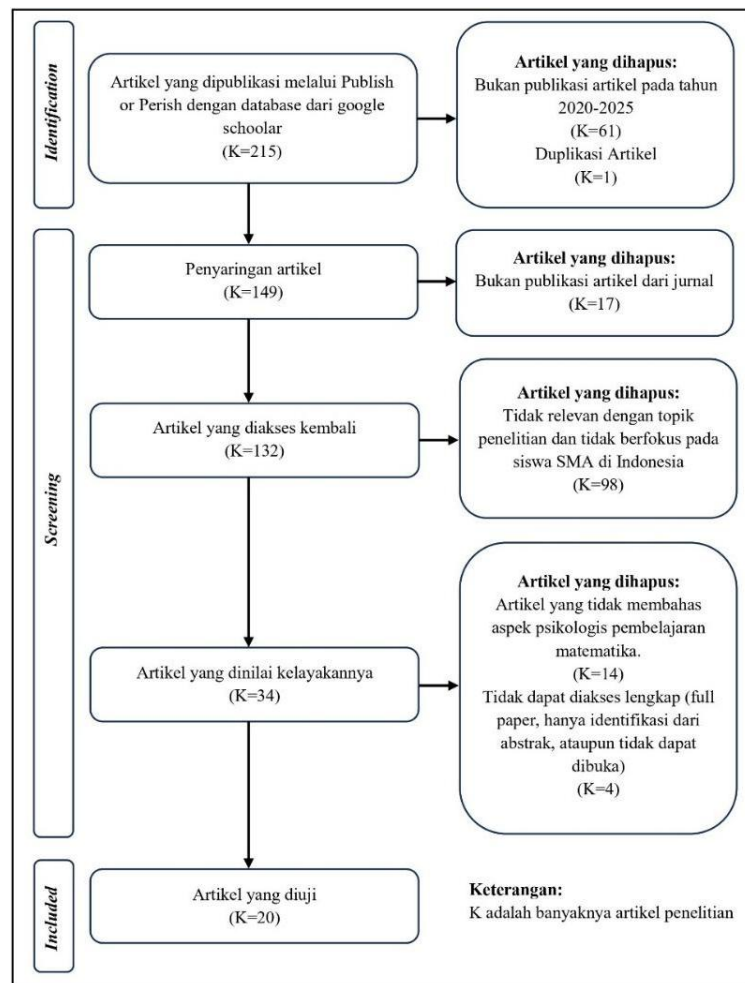 Identification
Artikel yang dipublikasi melalui Publish
or Perish dengan database dari google
schoolar
(K=215)
Artikel yang dihapus:
Bukan publikasi artikel pada tahun
2020-2025
(K=61)
Duplikasi Artikel
(K=1)
Screening
Penyaringan artikel
(K=149)
Artikel yang dihapus:
Bukan publikasi artikel dari jurnal
(K=17)
Artikel yang diakses kembali
(K=132)
Artikel yang dihapus:
Tidak relevan dengan topik
penelitian dan tidak berfokus pada
siswa SMA di Indonesia
(K=98)
Artikel yang dinilai kelayakannya
(K=34)
Artikel yang dihapus:
Artikel yang tidak membahas
aspek psikologis pembelajaran
matematika.
(K=14)
Tidak dapat diakses lengkap (full
paper, hanya identifikasi dari
abstrak, ataupun tidak dapat
dibuka)
(K=4)
Included
Artikel yang diuji
(K=20)
Keterangan:
K adalah banyaknya artikel penelitian